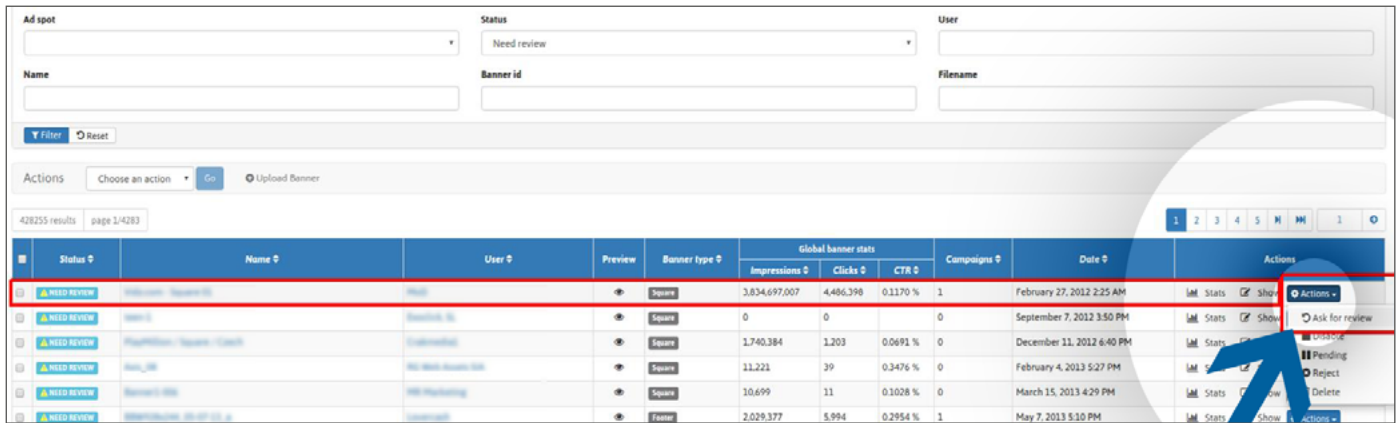 Ad spot Status User
Need review
Name Banner id Filename
Filter Reset
Actions Choose an action Go Upload Banner
428255 results page 1/4283 1 2 3 4 5 1
Global banner stats
Status Name User Preview Banner type Impressions Clicks CTR Campaigns Date Actions
NEED REVIEW Square 3,834,697,007 4,486,398 0.1170 % 1 February 27, 2012 2:25 AM Stats Show Actions
NEED REVIEW Square 0 0 0 September 7, 2012 3:50 PM Stats Show Ask for review
NEED REVIEW Square 1,740,384 1,203 0.0691 % 0 December 11, 2012 6:40 PM Stats Show Disable
Pending
NEED REVIEW Square 11,221 39 0.3476 % 0 February 4, 2013 5:27 PM Stats Reject
NEED REVIEW Square 10,699 11 0.1028 % 0 March 15, 2013 4:29 PM Stats Delete
NEED REVIEW Footer 2,029,377 5,994 0.2954 % 1 May 7, 2013 5:10 PM Stats Show Actions